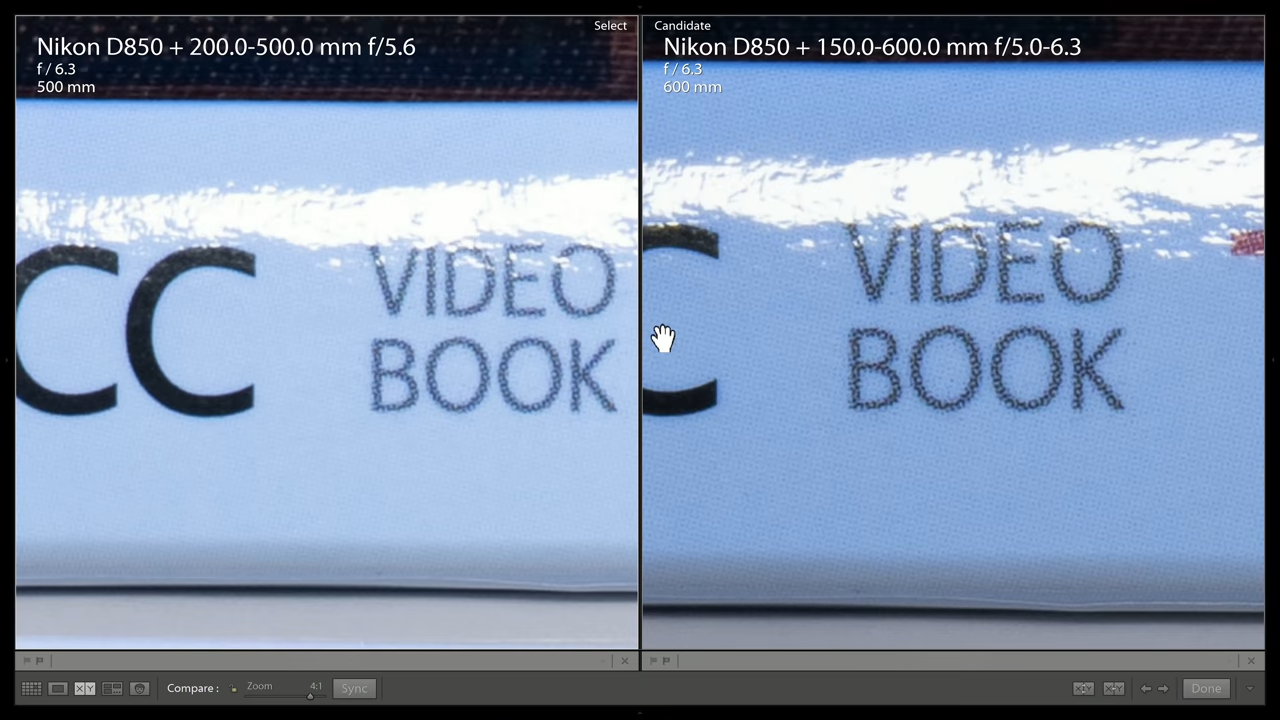 Select
Nikon D850 + 200.0-500.0 mm f/5.6
f / 6.3
500 mm
CC
VIDEO
BOOK
Candidate
Nikon D850 + 150.0-600.0 mm f/5.0-6.3
f / 6.3
600 mm
C
VIDEO
BOOK
XY
Compare :
Zoom
4:1
Sync
Done